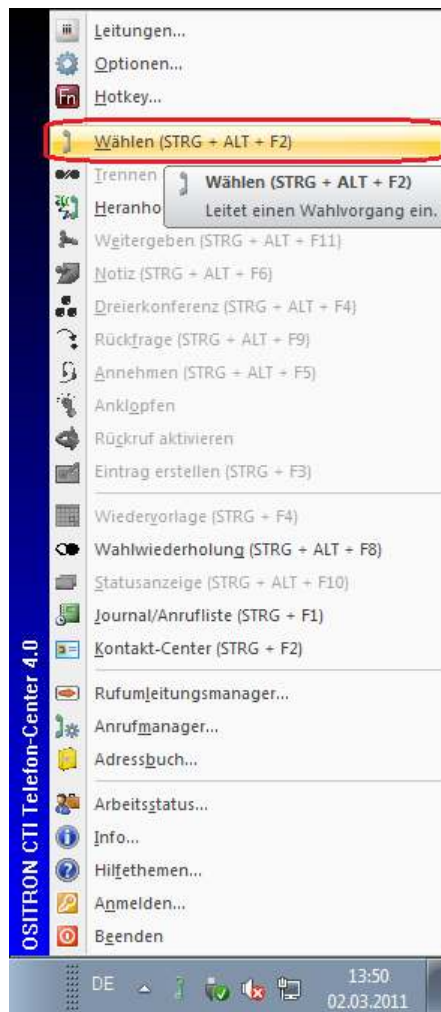 Leitungen...
Optionen...
Fn Hotkey...
Wählen (STRG + ALT + F2)
Trennen
Wählen (STRG + ALT + F2)
Heranho
Leitet einen Wahlvorgang ein.
Weitergeben (STRG + ALT + F11)
Notiz (STRG + ALT + F6)
Dreierkonferenz (STRG + ALT + F4)
Rückfrage (STRG + ALT + F9)
Annehmen (STRG + ALT + F5)
Anklopfen
Rückruf aktivieren
Eintrag erstellen (STRG + F3)
Wiedervorlage (STRG + F4)
Wahlwiederholung (STRG + ALT + F8)
Statusanzeige (STRG + ALT + F10)
Journal/Anrufliste (STRG + F1)
Kontakt-Center (STRG + F2)
Rufumleitungsmanager...
Anrufmanager...
Adressbuch...
Arbeitsstatus...
Info...
Hilfethemen...
Anmelden...
Beenden
OSITRON CTI Telefon-Center 4.0
DE
13:50
02.03.2011